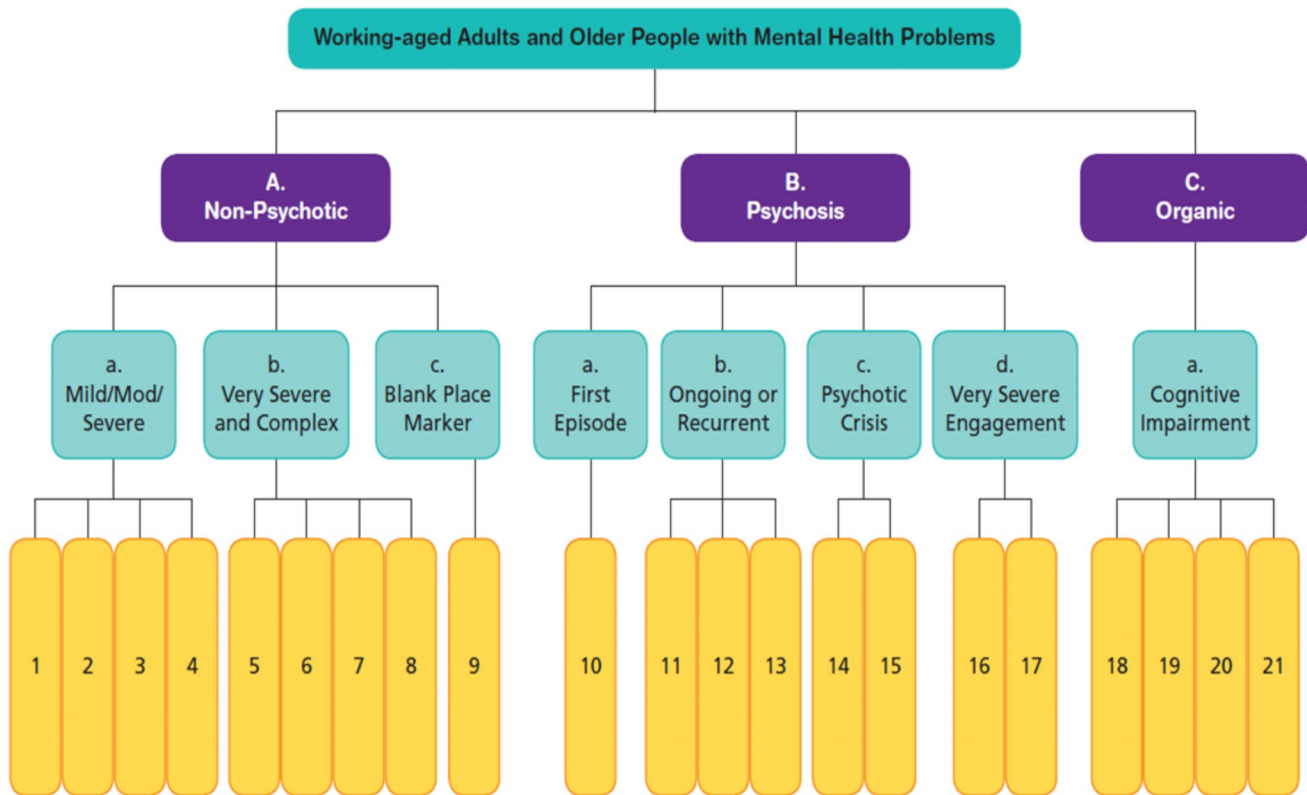 Working-aged Adults and Older People with Mental Health Problems
A.
Non-Psychotic
B.
Psychosis
C.
Organic
a.
Mild/Mod/
Severe
b.
Very Severe
and Complex
c.
Blank Place
Marker
a.
First
Episode
b.
Ongoing or
Recurrent
c.
Psychotic
Crisis
d.
Very Severe
Engagement
a.
Cognitive
Impairment
1 2 3 4 5 6 7 8 9 10 11 12 13 14 15 16 17 18 19 20 21